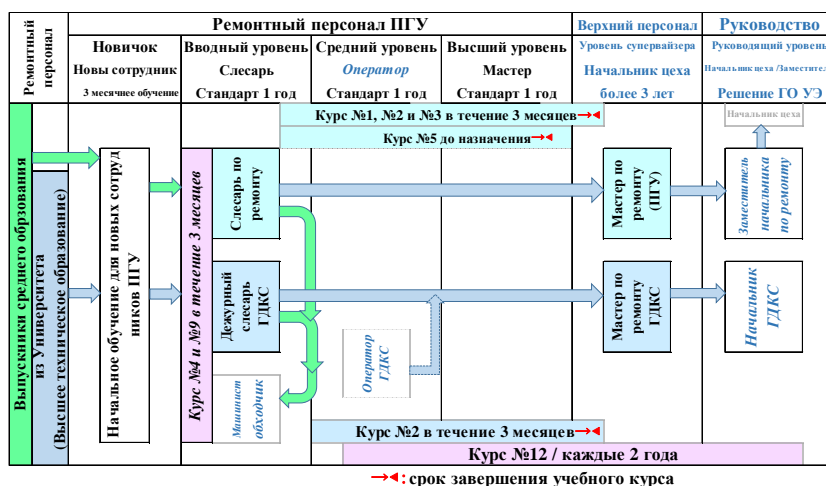 Ремонтный персонал
Ремонтный персонал ПГУ
Верхний персонал
Руководство
Новичок
Новы сотрудник
3 месячнее обучение
Вводный уровень
Слесарь
Стандарт 1 год
Средний уровень
Оператор
Стандарт 1 год
Высший уровень
Мастер
Стандарт 1 год
Уровень супервайзера
Начальник цеха
более 3 лет
Руководящий уровень
Начальник цеха /Заместител
Решение ГО УЭ
Курс №1, №2 и №3 в течение 3 месяцев
Курс №5 до назначения
Начальник цеха
Выпускники среднего обрзования
из Университета
(Высшее техническое образование)
Начальное обучение для новых сотруд
ников ПГУ
Курс №4 и №9 в течение 3 месяцев
Слесарь по
ремонту
Мастер по
ремонту
(ПГУ)
Заместитель
начальника
по ремонту
Дежурный
слесарь
ГДКС
Оператор
ГДКС
Мастер по
ремонту
ГДКС
Начальник
ГДКС
Машинист
обходчик
Курс №2 в течение 3 месяцев
Курс №12 / каждые 2 года
: срок завершения учебного курса